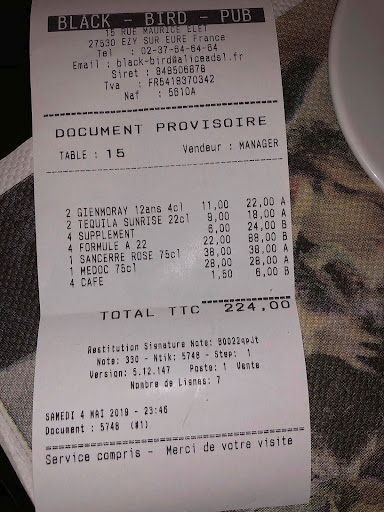 BLACK - BIRD - PUB
15 RUE MAURICE ELET
27530 EZY SUR EURE France
Tel : 02-37-64-64-64
Email : black-bird@aliceadsl.fr
Siret : 949506878
Tva : FR5418370342
Naf : 5610A
DOCUMENT PROVISOIRE
TABLE : 15 Vendeur : MANAGER
2 GIENMORAY 12ans 4cl 11,00 22,00 A
2 TEQUILA SUNRISE 22cl 9,00 18,00 A
4 SUPPLEMENT 6,00 24,00 B
4 FORMULE A 22 22,00 88,00 B
1 SANCERRE ROSE 75cl 38,00 38,00 A
1 MEDOC 75cl 28,00 28,00 A
4 CAFE 1,50 6,00 B
TOTAL TTC 224,00
Restitution Signature Note: B0022qpJt
Note: 330 - Ntik: 5748 - Step: 1
Version: 5.12.147 Poste: 1 Vente
Nombre de Lignes: 7
SAMEDI 4 MAI 2019 - 23:46
Document : 5748 (#1)
Service compris - Merci de votre visite